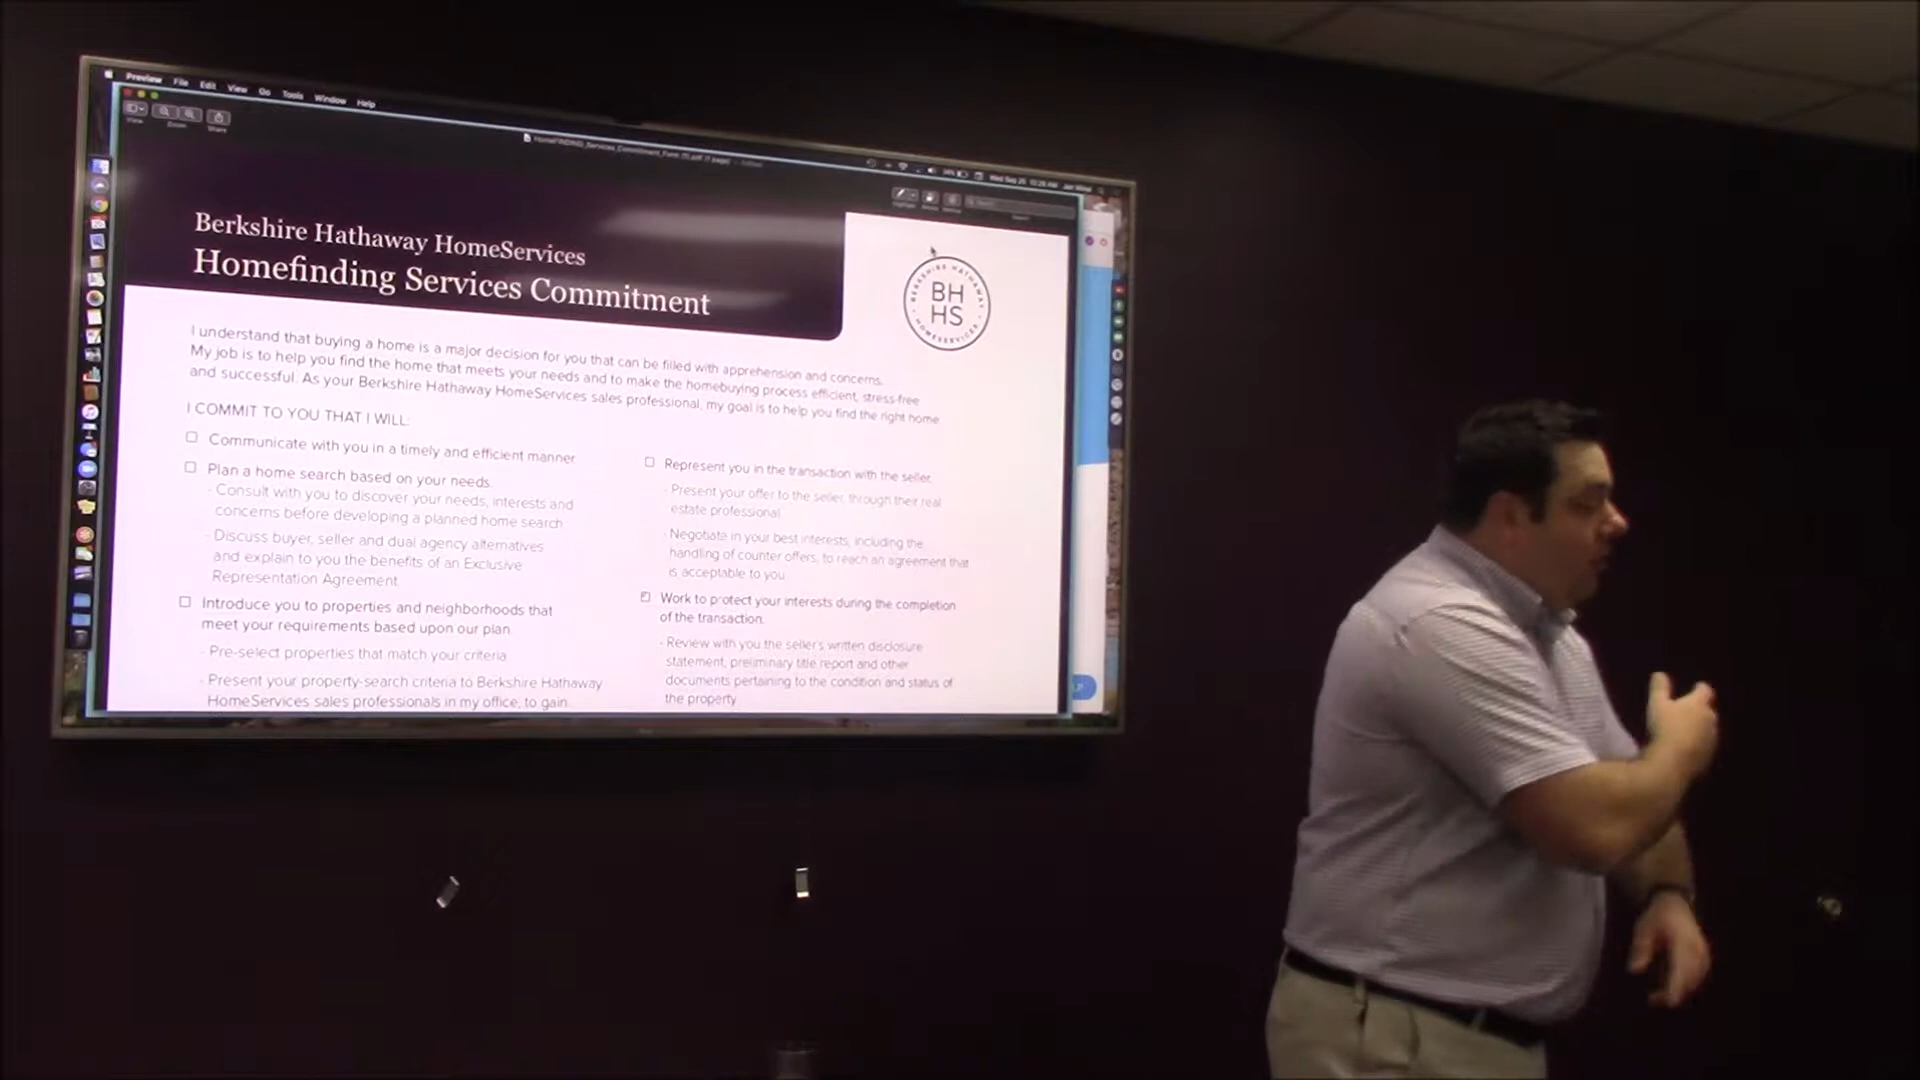 Preview File Edit View Go Tools Window Help
View Zoom Share
Berkshire Hathaway HomeServices
Homefinding Services Commitment
BERKSHIRE HATHAWAY
BH
HS
HOMESERVICES
I understand that buying a home is a major decision for you that can be filled with apprehension and concerns.
My job is to help you find the home that meets your needs and to make the homebuying process efficient, stress-free
and successful. As your Berkshire Hathaway HomeServices sales professional, my goal is to help you find the right home
I COMMIT TO YOU THAT I WILL:
Communicate with you in a timely and efficient manner
Plan a home search based on your needs.
- Consult with you to discover your needs, interests and
concerns before developing a planned home search
- Discuss buyer, seller and dual agency alternatives
and explain to you the benefits of an Exclusive
Representation Agreement.
Introduce you to properties and neighborhoods that
meet your requirements based upon our plan.
- Pre-select properties that match your criteria
- Present your property-search criteria to Berkshire Hathaway
HomeServices sales professionals in my office, to gain
Represent you in the transaction with the seller.
- Present your offer to the seller, through their real
estate professional
- Negotiate in your best interests, including the
handling of counter offers, to reach an agreement that
is acceptable to you
Work to protect your interests during the completion
of the transaction.
- Review with you the seller's written disclosure
statement, preliminary title report and other
documents pertaining to the condition and status of
the property